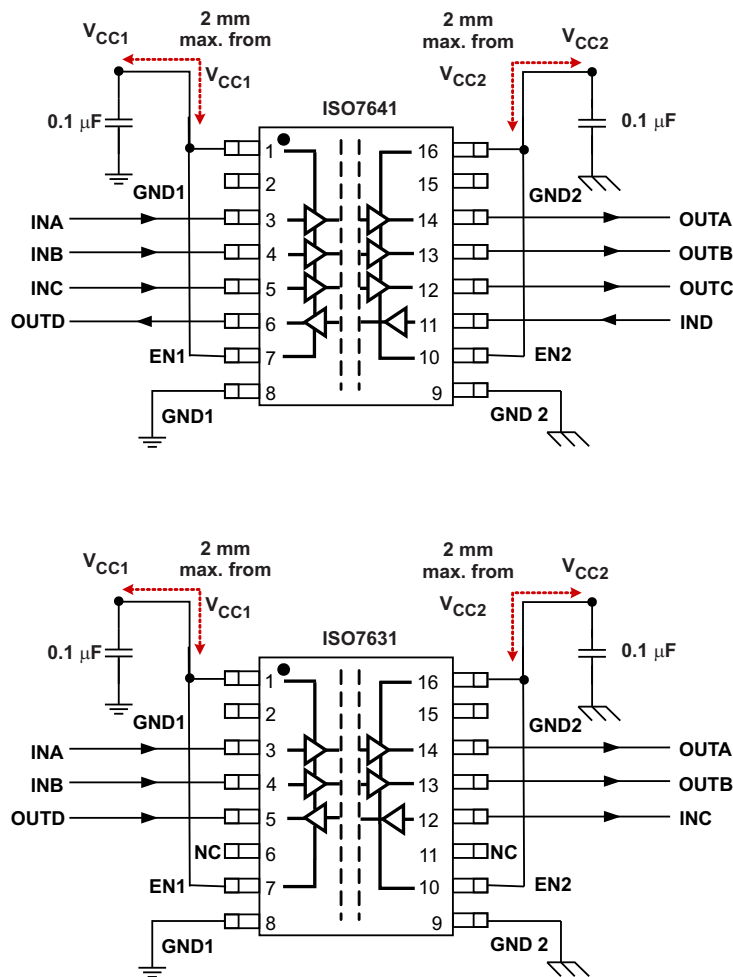 2 mm
max. from
VCC1
VCC1
2 mm
max. from
VCC2
VCC2
0.1 μF
ISO7641
0.1 μF
1
16
2
15
GND1
GND2
INA
3
14
OUTA
INB
4
13
OUTB
INC
5
12
OUTC
OUTD
6
11
IND
EN1
7
10
EN2
8
9
GND1
GND 2
2 mm
max. from
VCC1
VCC1
2 mm
max. from
VCC2
VCC2
0.1 μF
ISO7631
0.1 μF
1
16
2
15
GND1
GND2
INA
3
14
OUTA
INB
4
13
OUTB
OUTD
5
12
INC
NC
6
11
NC
EN1
7
10
EN2
8
9
GND1
GND 2